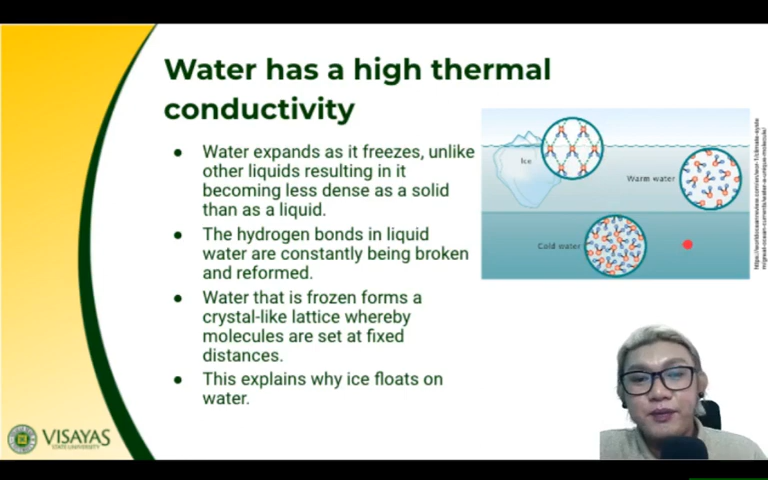 Water has a high thermal
conductivity
● Water expands as it freezes, unlike
other liquids resulting in it
becoming less dense as a solid
than as a liquid.
● The hydrogen bonds in liquid
water are constantly being broken
and reformed.
● Water that is frozen forms a
crystal-like lattice whereby
molecules are set at fixed
distances.
● This explains why ice floats on
water.
Ice
Warm water
Cold water
VISAYAS
STATE UNIVERSITY